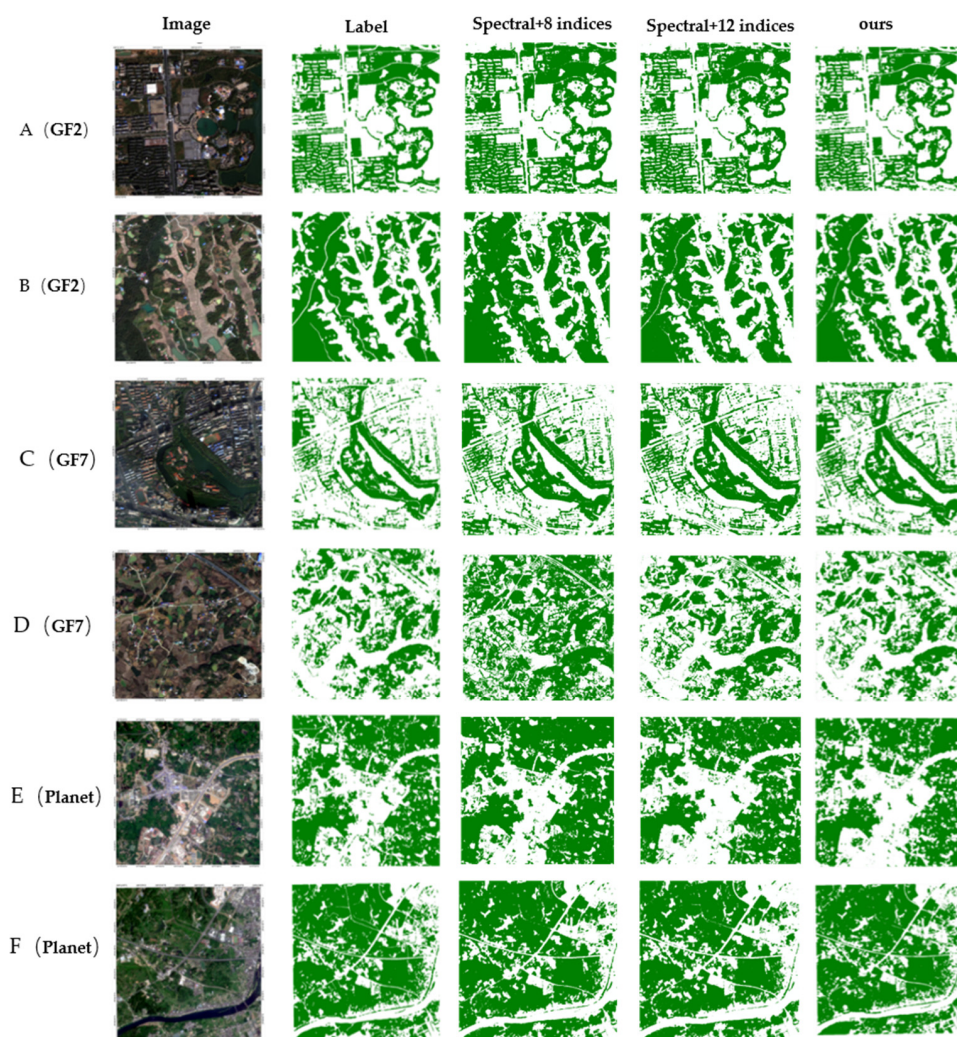 Image Label Spectral+8 indices Spectral+12 indices ours
A (GF2)
B (GF2)
C (GF7)
D (GF7)
E (Planet)
F (Planet)